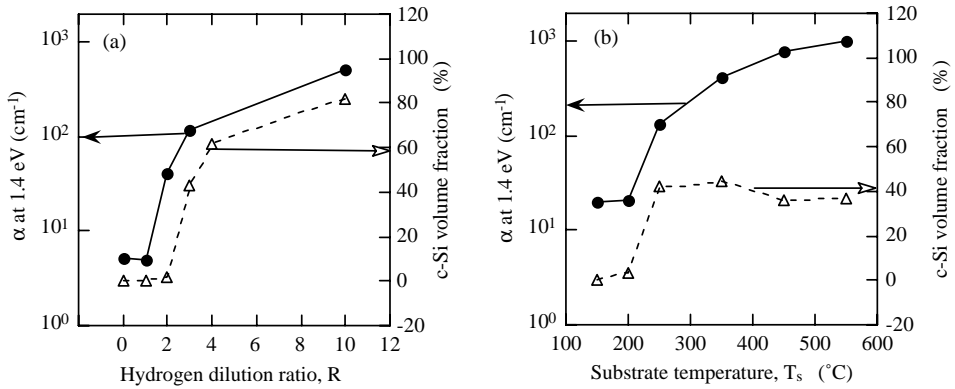 (a)
α at 1.4 eV (cm⁻¹)
10³
10²
10¹
10⁰
120
100
80
60
40
20
0
-20
c-Si volume fraction (%)
0 2 4 6 8 10 12
Hydrogen dilution ratio, R
(b)
α at 1.4 eV (cm⁻¹)
10³
10²
10¹
10⁰
120
100
80
60
40
20
0
-20
c-Si volume fraction (%)
100 200 300 400 500 600
Substrate temperature, Tₛ (˚C)